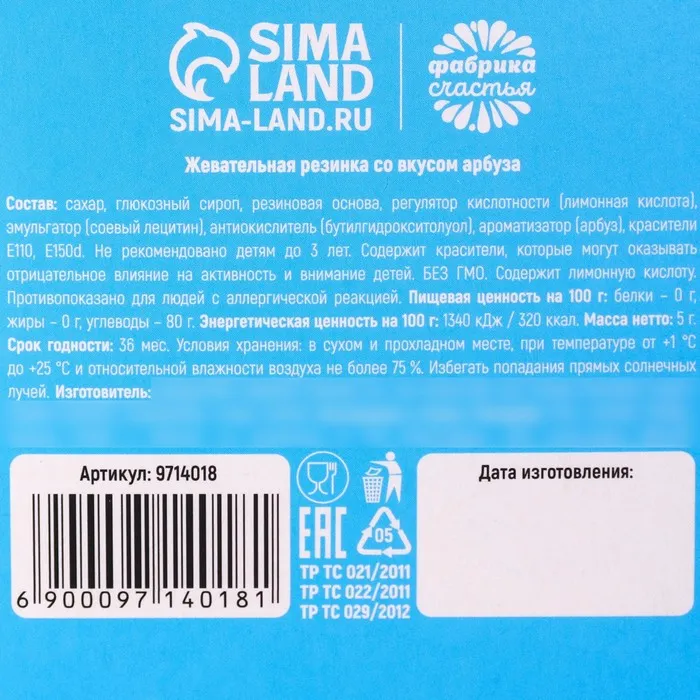 SIMA
LAND
SIMA-LAND.RU
фабрика
счастья
Жевательная резинка со вкусом арбуза
Состав: сахар, глюкозный сироп, резиновая основа, регулятор кислотности (лимонная кислота),
эмульгатор (соевый лецитин), антиокислитель (бутилгидрокситолуол), ароматизатор (арбуз), красители
Е110, Е150d. Не рекомендовано детям до 3 лет. Содержит красители, которые могут оказывать
отрицательное влияние на активность и внимание детей. БЕЗ ГМО. Содержит лимонную кислоту.
Противопоказано для людей с аллергической реакцией. Пищевая ценность на 100 г: белки – 0 г,
жиры – 0 г, углеводы – 80 г. Энергетическая ценность на 100 г: 1340 кДж / 320 ккал. Масса нетто: 5 г.
Срок годности: 36 мес. Условия хранения: в сухом и прохладном месте, при температуре от +1 °C
до +25 °C и относительной влажности воздуха не более 75 %. Избегать попадания прямых солнечных
лучей. Изготовитель:
Артикул: 9714018
6 900097 140181
EAC
05
ТР ТС 021/2011
ТР ТС 022/2011
ТР ТС 029/2012
Дата изготовления: